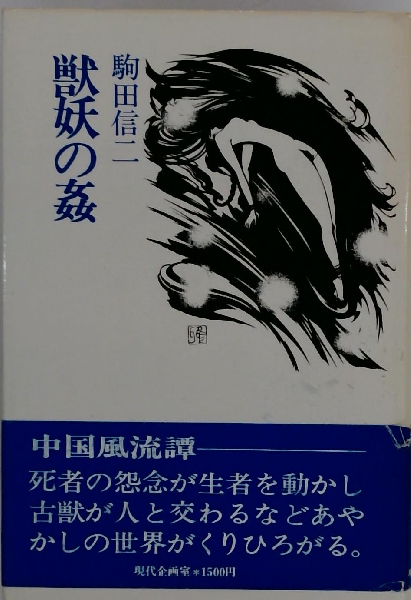 獣妖の姦
駒田信二
中国風流譚——
死者の怨念が生者を動かし
古獣が人と交わるなどあや
かしの世界がくりひろがる。
現代企画室*1500円